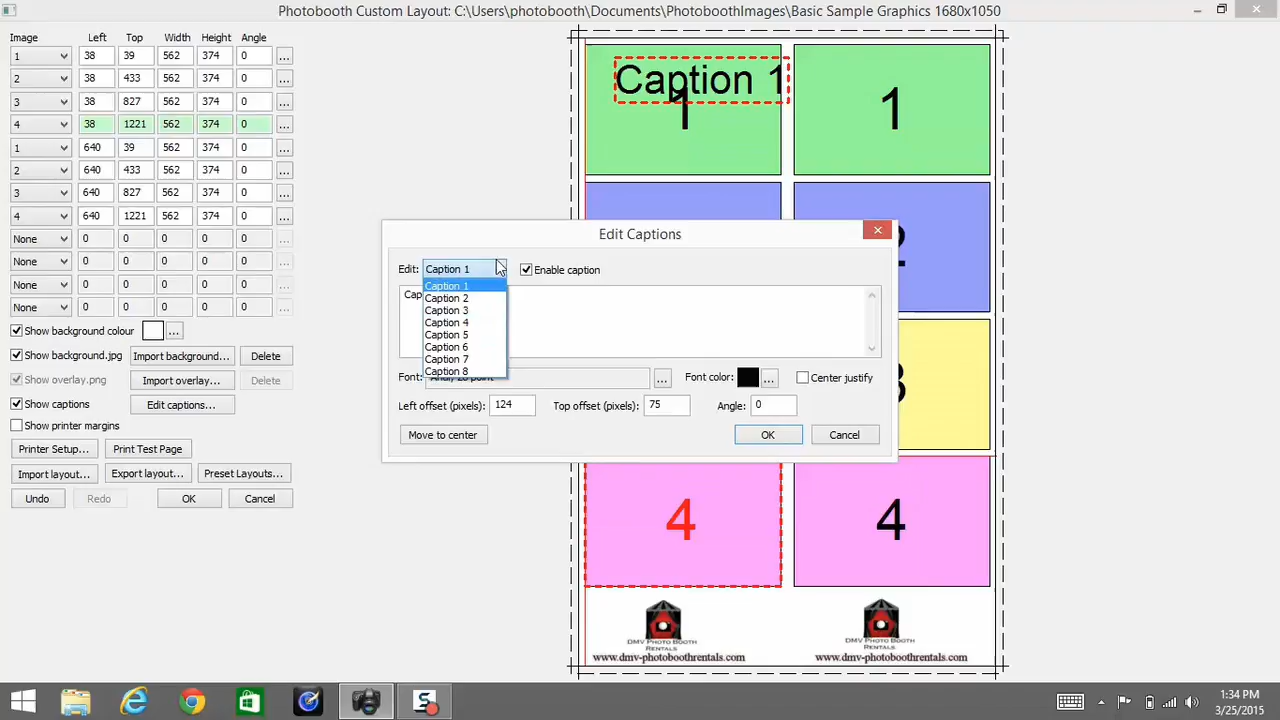 Photobooth Custom Layout: C:\Users\photobooth\Documents\PhotoboothImages\Basic Sample Graphics 1680x1050
Image Left Top Width Height Angle
1 38 39 562 374 0 ...
2 38 433 562 374 0 ...
3 38 827 562 374 0 ...
4 38 1221 562 374 0 ...
1 640 39 562 374 0 ...
2 640 433 562 374 0 ...
3 640 827 562 374 0 ...
4 640 1221 562 374 0 ...
None 0 0 0 0 0 ...
None 0 0 0 0 0 ...
None 0 0 0 0 0 ...
None 0 0 0 0 0 ...
Show background colour ...
Show background.jpg Import background... Delete
Show overlay.png Import overlay... Delete
Show captions Edit captions...
Show printer margins
Printer Setup... Print Test Page
Import layout... Export layout... Preset Layouts...
Undo Redo OK Cancel
Caption 1
1 1
Edit Captions
Edit: Caption 1 Enable caption
Caption 1
Caption 2
Caption 3
Caption 4
Caption 5
Caption 6
Caption 7
Caption 8
Font: ... Font color: ... Center justify
Left offset (pixels): 124 Top offset (pixels): 75 Angle: 0
Move to center OK Cancel
4 4
DMV PHOTO BOOTH DMV PHOTO BOOTH
RENTALS RENTALS
www.dmv-photoboothrentals.com www.dmv-photoboothrentals.com
1:34 PM
3/25/2015